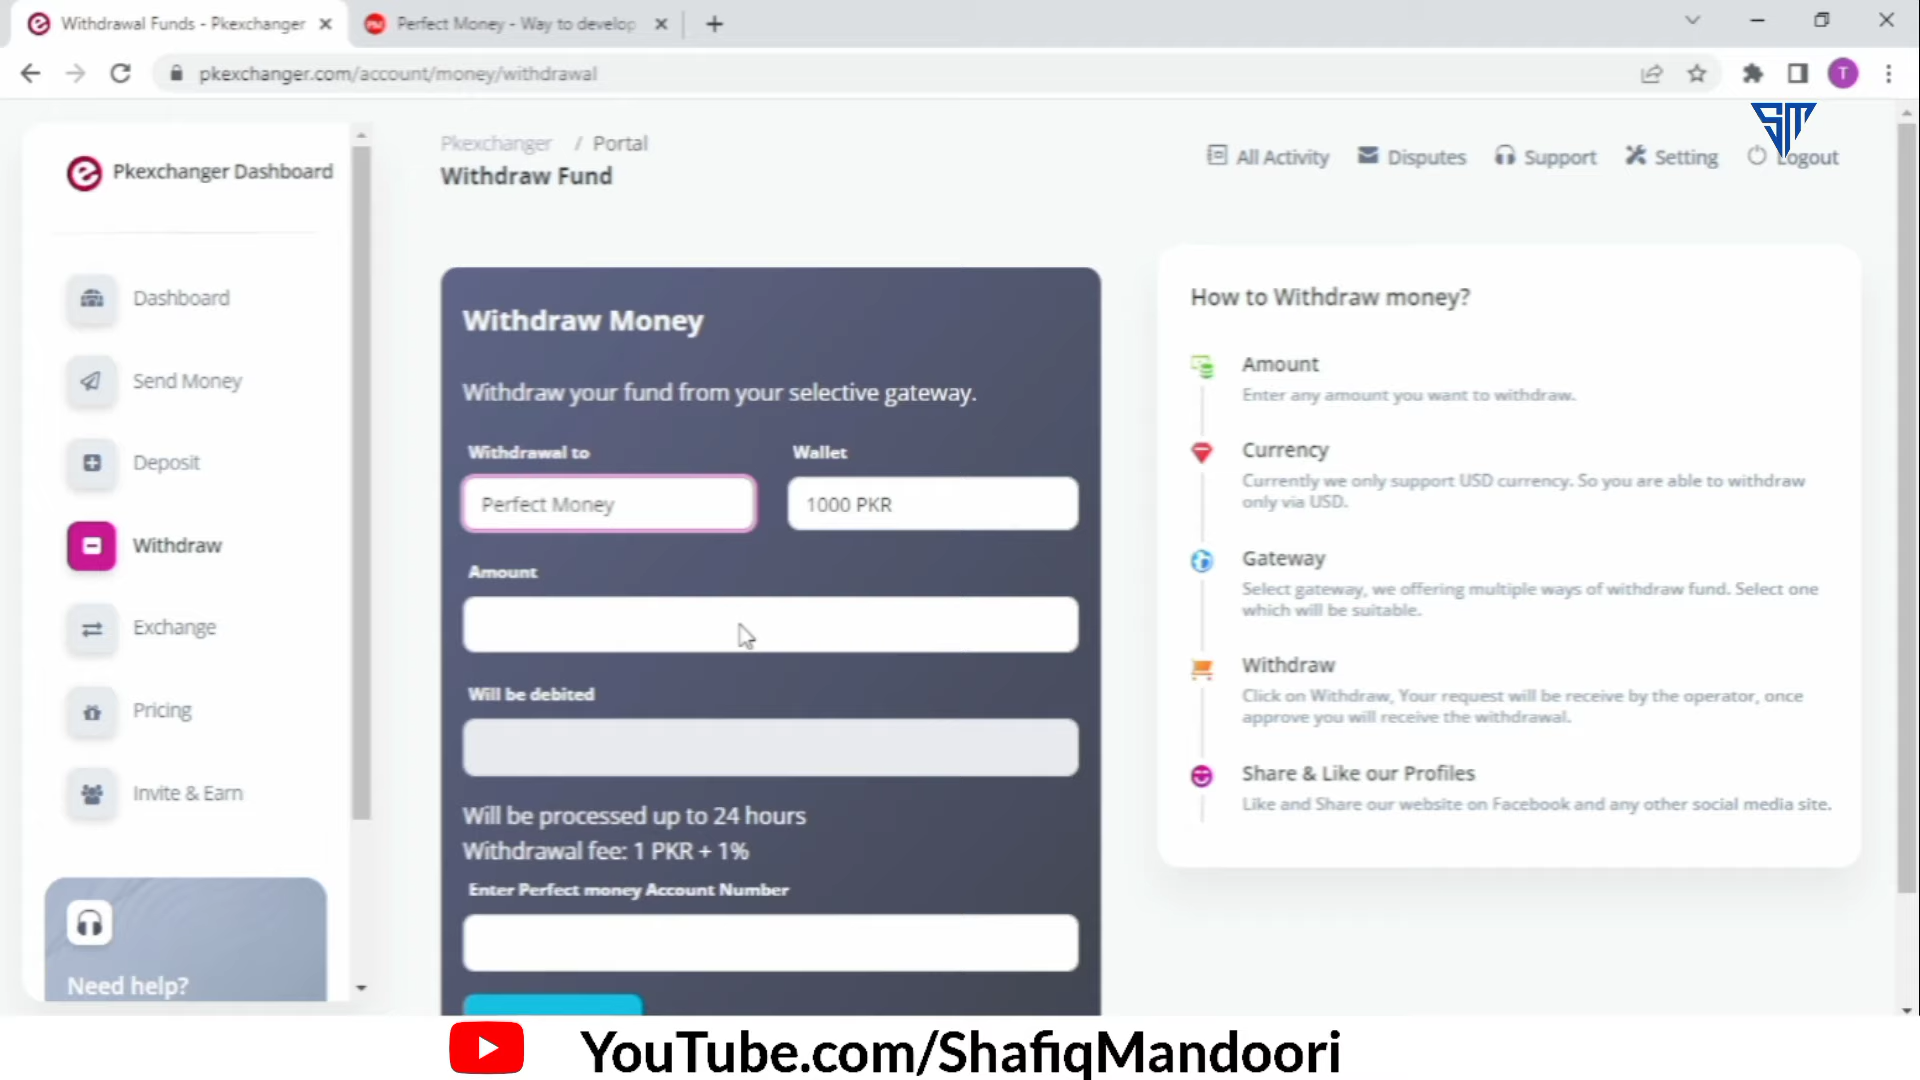 Withdrawal Funds - Pkexchanger
Perfect Money - Way to develop
pkexchanger.com/account/money/withdrawal
T
SM
Pkexchanger Dashboard
Dashboard
Send Money
Deposit
Withdraw
Exchange
Pricing
Invite & Earn
Need help?
Pkexchanger / Portal
Withdraw Fund
All Activity
Disputes
Support
Setting
Logout
Withdraw Money
Withdraw your fund from your selective gateway.
Withdrawal to
Wallet
Perfect Money
1000 PKR
Amount
Will be debited
Will be processed up to 24 hours
Withdrawal fee: 1 PKR + 1%
Enter Perfect money Account Number
How to Withdraw money?
Amount
Enter any amount you want to withdraw.
Currency
Currently we only support USD currency. So you are able to withdraw
only via USD.
Gateway
Select gateway, we offering multiple ways of withdraw fund. Select one
which will be suitable.
Withdraw
Click on Withdraw, Your request will be receive by the operator, once
approve you will receive the withdrawal.
Share & Like our Profiles
Like and Share our website on Facebook and any other social media site.
YouTube.com/ShafiqMandoori